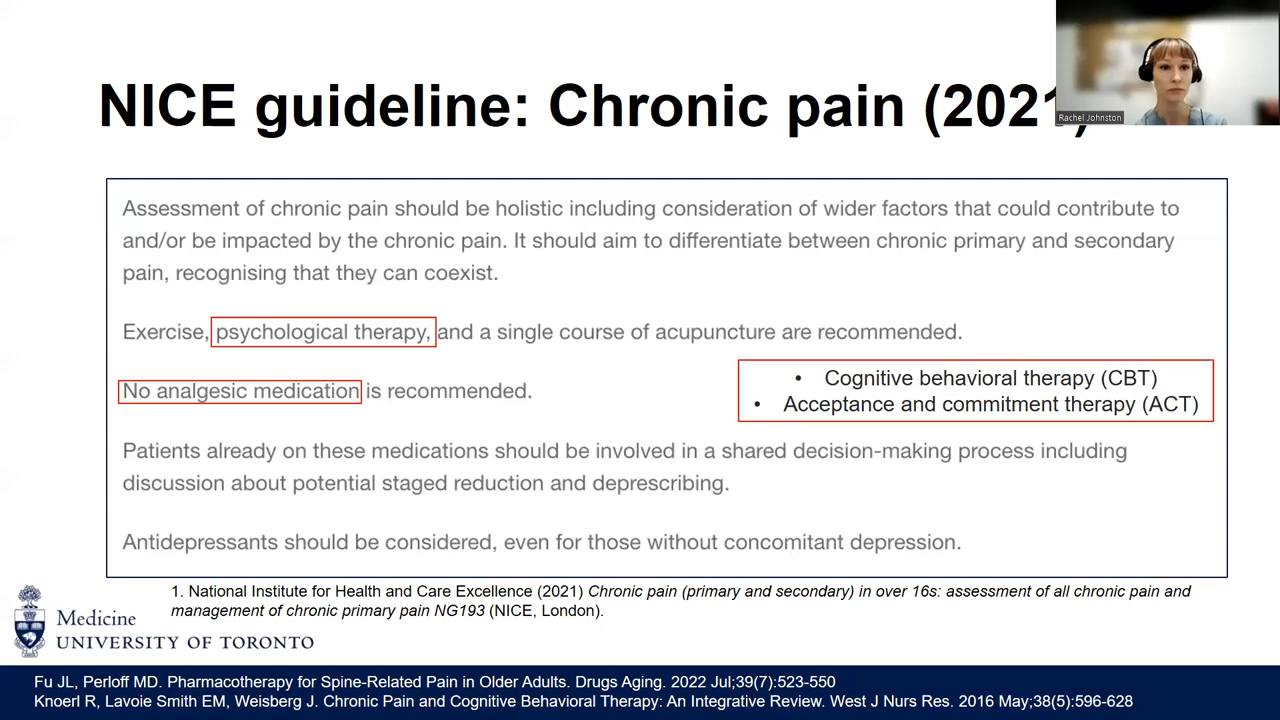 NICE guideline: Chronic pain (2021)
Rachel Johnston
Assessment of chronic pain should be holistic including consideration of wider factors that could contribute to
and/or be impacted by the chronic pain. It should aim to differentiate between chronic primary and secondary
pain, recognising that they can coexist.
Exercise, psychological therapy, and a single course of acupuncture are recommended.
No analgesic medication is recommended.
• Cognitive behavioral therapy (CBT)
• Acceptance and commitment therapy (ACT)
Patients already on these medications should be involved in a shared decision-making process including
discussion about potential staged reduction and deprescribing.
Antidepressants should be considered, even for those without concomitant depression.
1. National Institute for Health and Care Excellence (2021) Chronic pain (primary and secondary) in over 16s: assessment of all chronic pain and
management of chronic primary pain NG193 (NICE, London).
Medicine
UNIVERSITY OF TORONTO
Fu JL, Perloff MD. Pharmacotherapy for Spine-Related Pain in Older Adults. Drugs Aging. 2022 Jul;39(7):523-550
Knoerl R, Lavoie Smith EM, Weisberg J. Chronic Pain and Cognitive Behavioral Therapy: An Integrative Review. West J Nurs Res. 2016 May;38(5):596-628